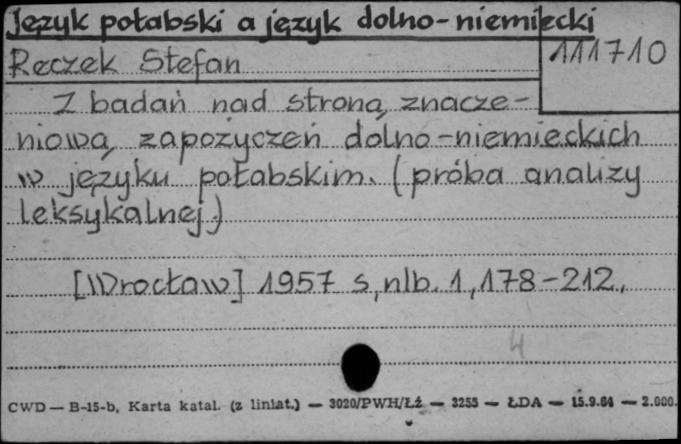 Język połabski a język dolno-niemiecki
111710
Reczek Stefan
Z badań nad stroną znacze-
niową zapożyczeń dolno-niemieckich
w języku połabskim. (próba analizy
leksykalnej)
[Wrocław] 1957 s, nlb. 1, 178-212.
4
CWD — B-15-b, Karta katal. (z liniat.) — 3020/PWH/Łź — 3255 — ŁDA — 15.9.64 — 2.000.